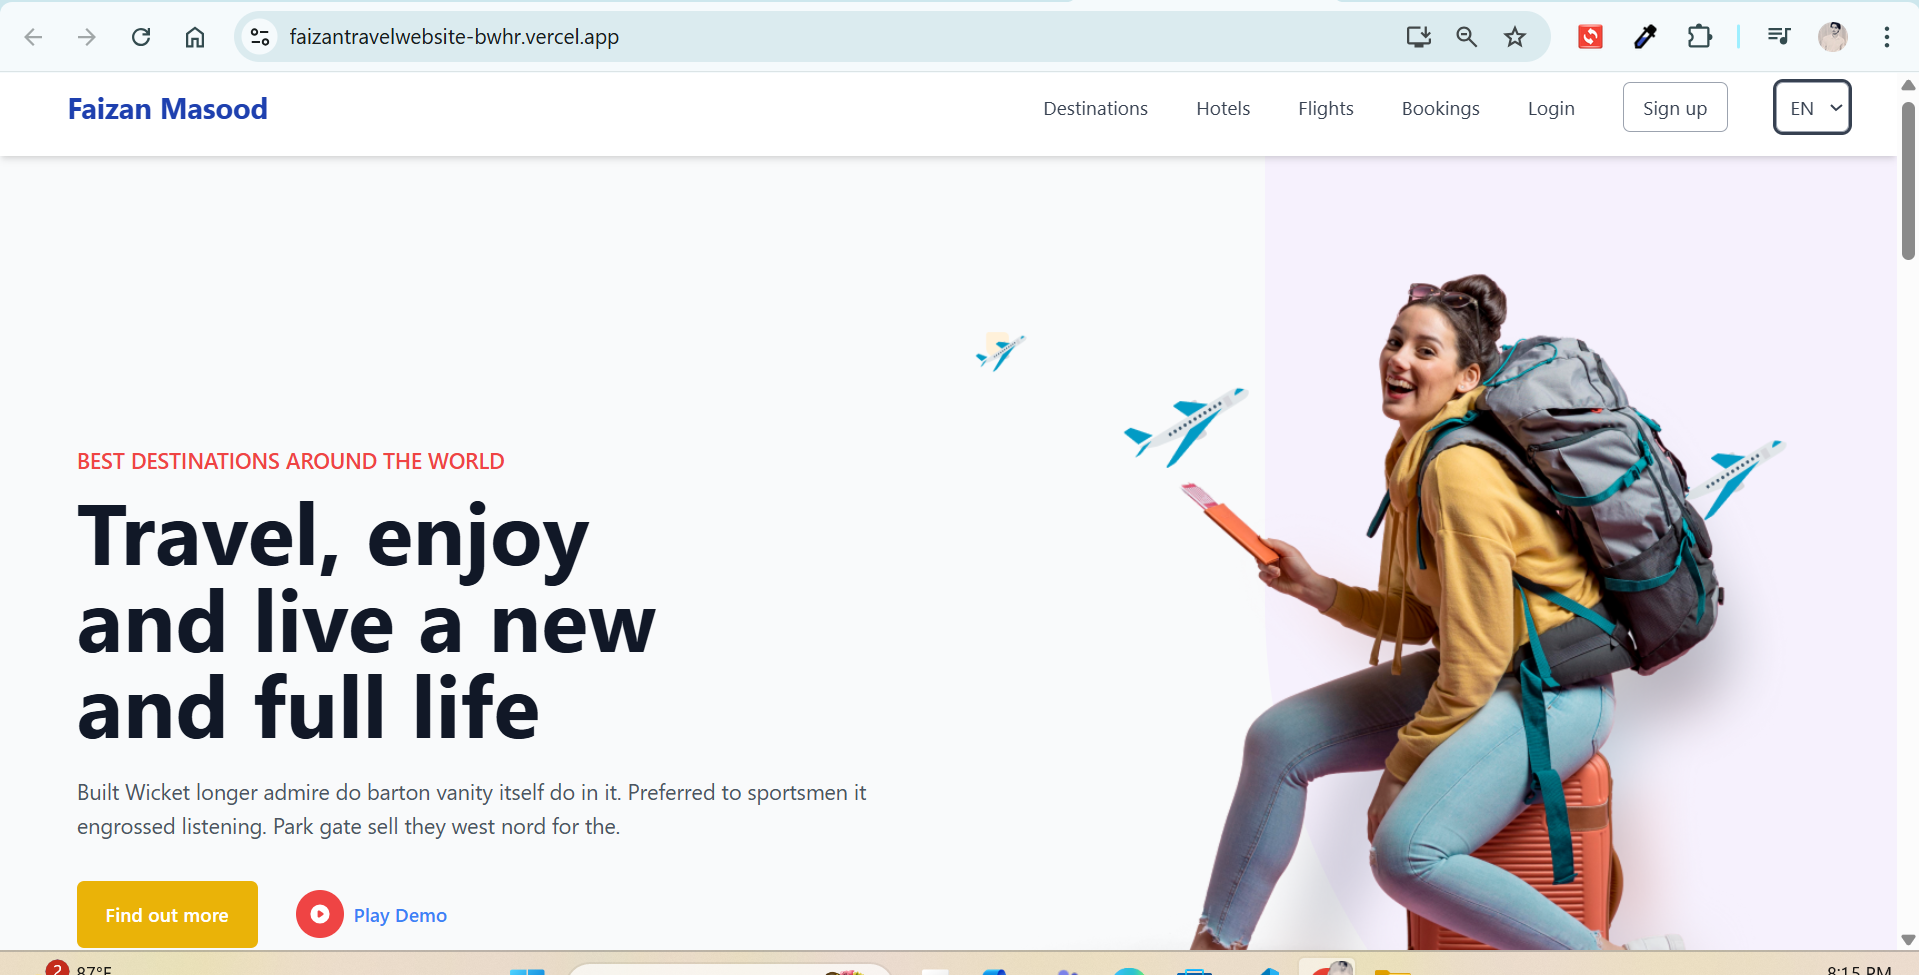 faizantravelwebsite-bwhr.vercel.app
Faizan Masood
Destinations
Hotels
Flights
Bookings
Login
Sign up
EN
BEST DESTINATIONS AROUND THE WORLD
Travel, enjoy
and live a new
and full life
Built Wicket longer admire do barton vanity itself do in it. Preferred to sportsmen it
engrossed listening. Park gate sell they west nord for the.
Find out more
Play Demo
2
87°F
8:15 PM